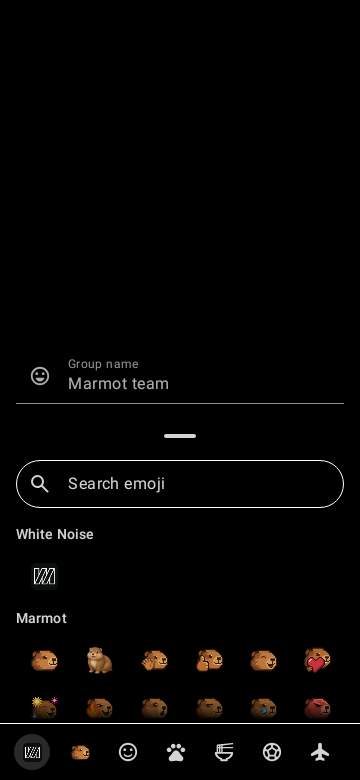 Group name
Marmot team
Search emoji
White Noise
Marmot